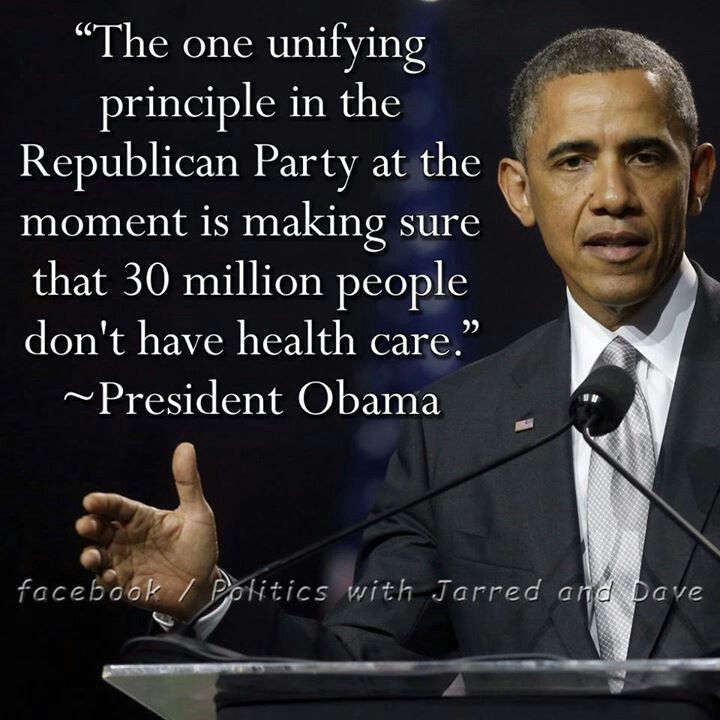 “The one unifying
principle in the
Republican Party at the
moment is making sure
that 30 million people
don't have health care.”
~President Obama
facebook / Politics with Jarred and Dave